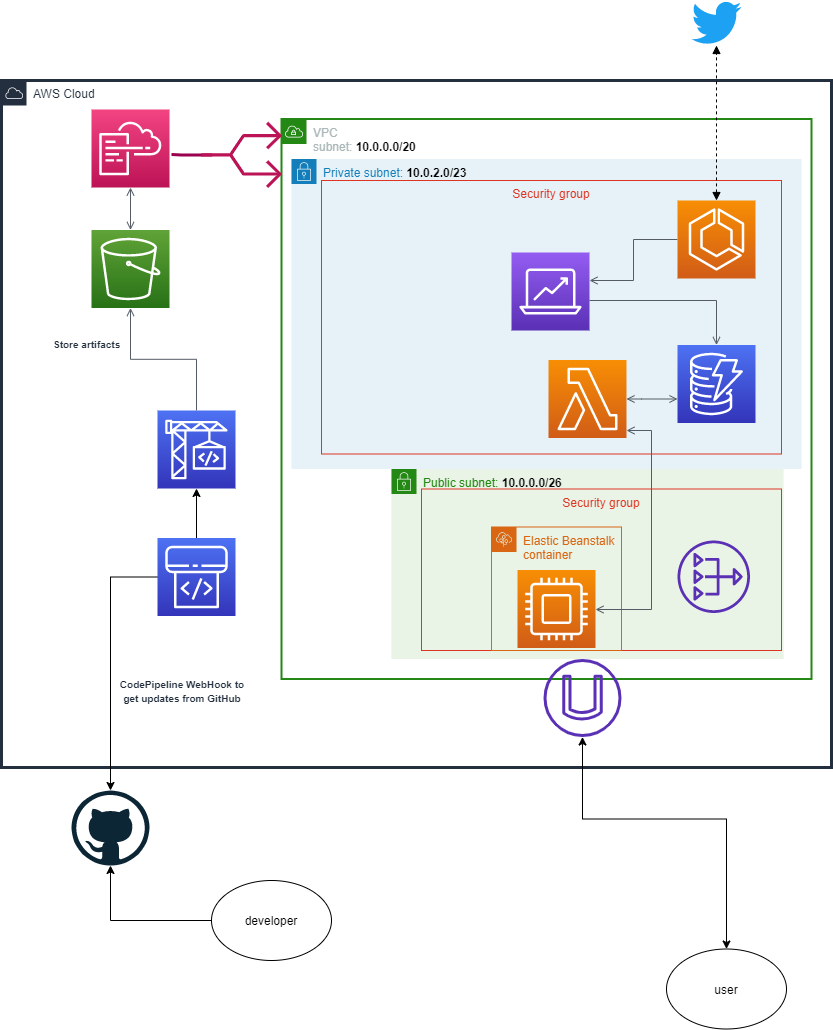 AWS Cloud
VPC
subnet: 10.0.0.0/20
Private subnet: 10.0.2.0/23
Security group
Store artifacts
Public subnet: 10.0.0.0/26
Security group
Elastic Beanstalk
container
CodePipeline WebHook to
get updates from GitHub
developer
user